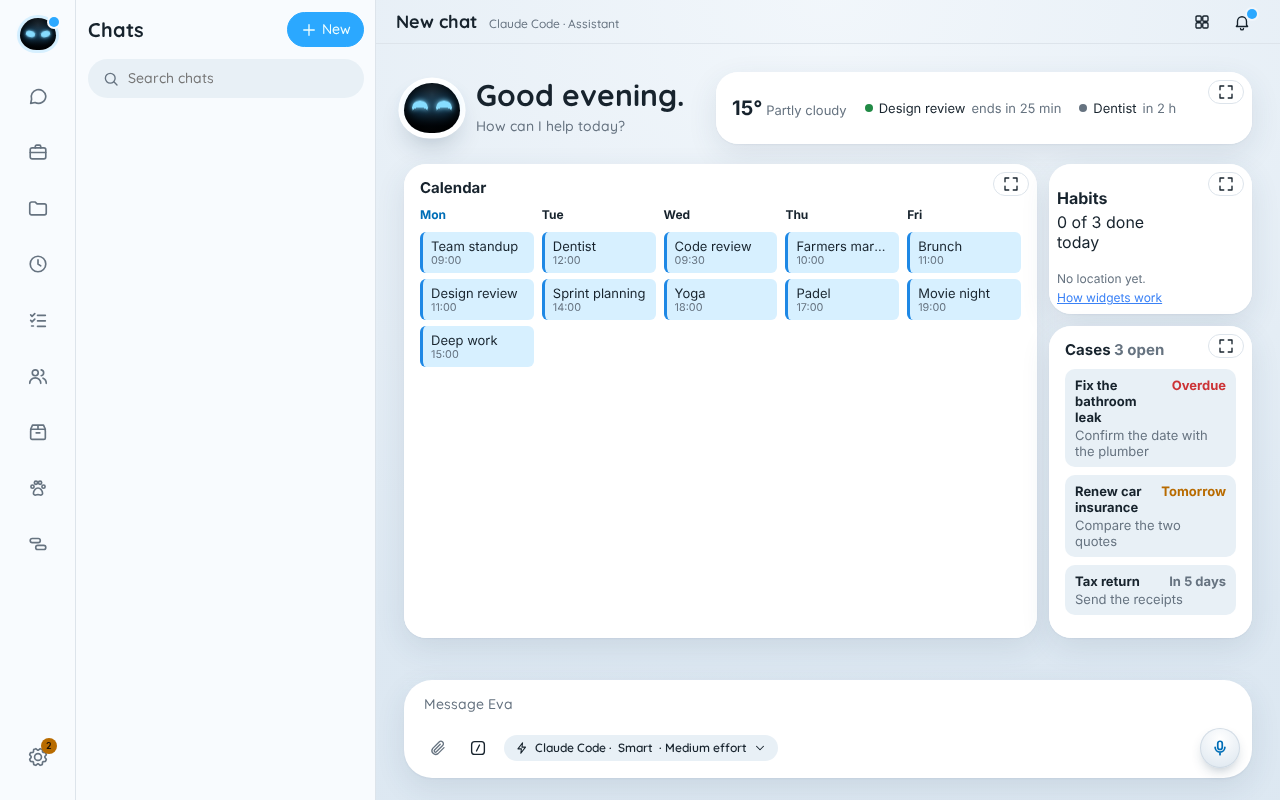 Chats
New
Search chats
2
New chat Claude Code · Assistant
Good evening.
How can I help today?
15° Partly cloudy Design review ends in 25 min Dentist in 2 h
Calendar
Mon Tue Wed Thu Fri
Team standup Dentist Code review Farmers mar... Brunch
09:00 12:00 09:30 10:00 11:00
Design review Sprint planning Yoga Padel Movie night
11:00 14:00 18:00 17:00 19:00
Deep work
15:00
Habits
0 of 3 done
today
No location yet.
How widgets work
Cases 3 open
Fix the Overdue
bathroom
leak
Confirm the date with
the plumber
Renew car Tomorrow
insurance
Compare the two
quotes
Tax return In 5 days
Send the receipts
Message Eva
Claude Code · Smart · Medium effort